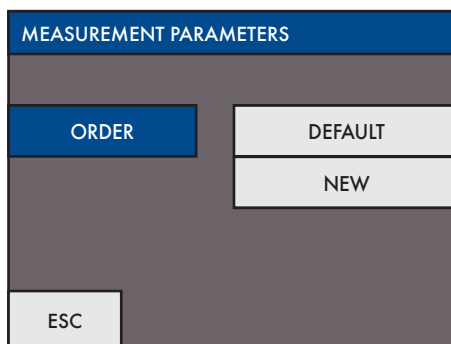 MEASUREMENT PARAMETERS
ORDER
DEFAULT
NEW
ESC